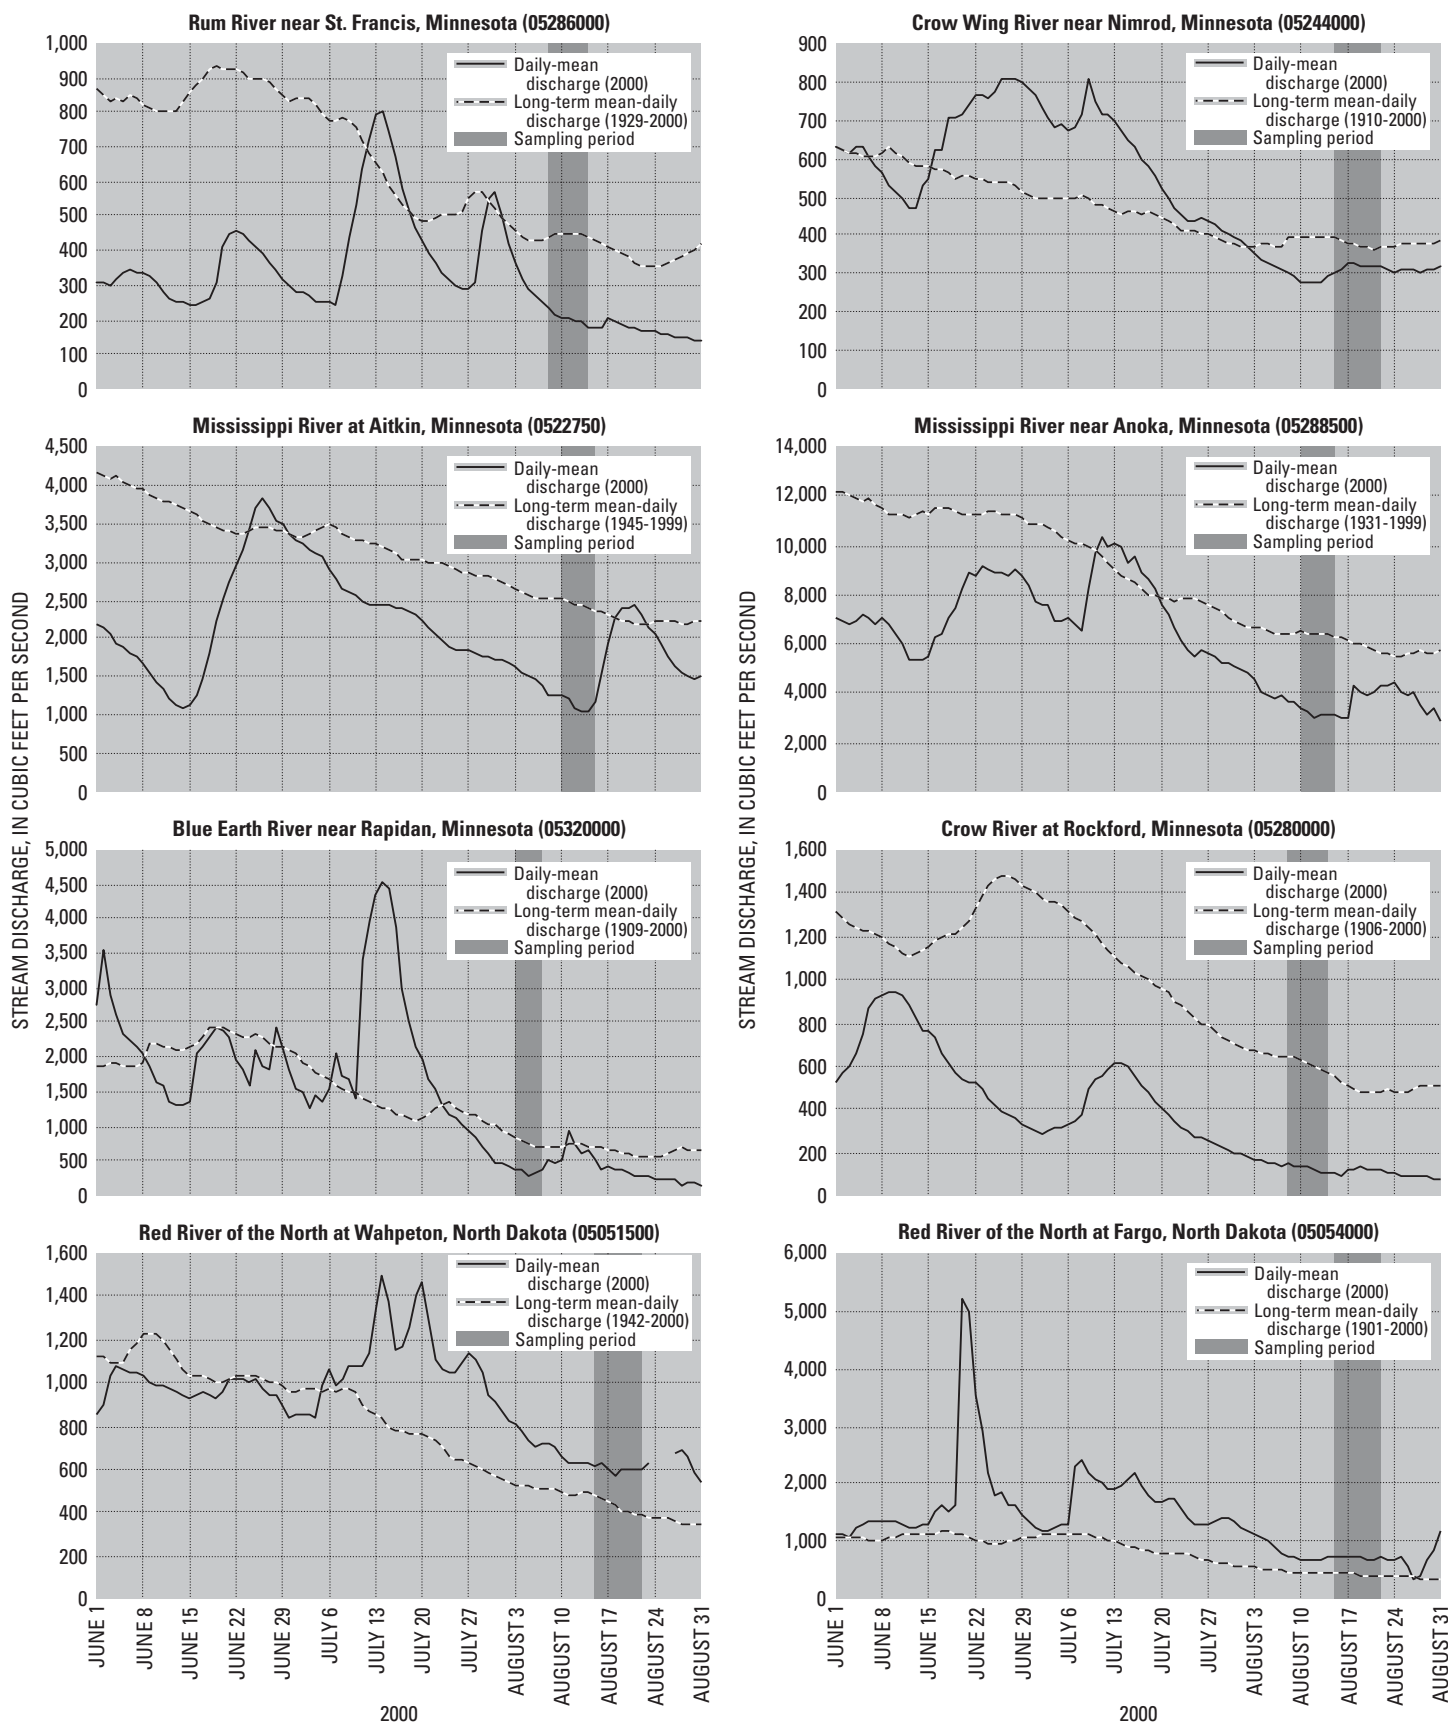 Rum River near St. Francis, Minnesota (05286000)
1,000
900
800
700
600
500
400
300
200
100
0
Daily-mean
discharge (2000)
Long-term mean-daily
discharge (1929-2000)
Sampling period
Crow Wing River near Nimrod, Minnesota (05244000)
900
800
700
600
500
400
300
200
100
0
Daily-mean
discharge (2000)
Long-term mean-daily
discharge (1910-2000)
Sampling period
Mississippi River at Aitkin, Minnesota (0522750)
4,500
4,000
3,500
3,000
2,500
2,000
1,500
1,000
500
0
Daily-mean
discharge (2000)
Long-term mean-daily
discharge (1945-1999)
Sampling period
Mississippi River near Anoka, Minnesota (05288500)
14,000
12,000
10,000
8,000
6,000
4,000
2,000
0
Daily-mean
discharge (2000)
Long-term mean-daily
discharge (1931-1999)
Sampling period
STREAM DISCHARGE, IN CUBIC FEET PER SECOND
STREAM DISCHARGE, IN CUBIC FEET PER SECOND
Blue Earth River near Rapidan, Minnesota (05320000)
5,000
4,500
4,000
3,500
3,000
2,500
2,000
1,500
1,000
500
0
Daily-mean
discharge (2000)
Long-term mean-daily
discharge (1909-2000)
Sampling period
Crow River at Rockford, Minnesota (05280000)
1,600
1,400
1,200
1,000
800
600
400
200
0
Daily-mean
discharge (2000)
Long-term mean-daily
discharge (1906-2000)
Sampling period
Red River of the North at Wahpeton, North Dakota (05051500)
1,600
1,400
1,200
1,000
800
600
400
200
0
Daily-mean
discharge (2000)
Long-term mean-daily
discharge (1942-2000)
Sampling period
JUNE 1
JUNE 8
JUNE 15
JUNE 22
JUNE 29
JULY 6
JULY 13
JULY 20
JULY 27
AUGUST 3
AUGUST 10
AUGUST 17
AUGUST 24
AUGUST 31
2000
Red River of the North at Fargo, North Dakota (05054000)
6,000
5,000
4,000
3,000
2,000
1,000
0
Daily-mean
discharge (2000)
Long-term mean-daily
discharge (1901-2000)
Sampling period
JUNE 1
JUNE 8
JUNE 15
JUNE 22
JUNE 29
JULY 6
JULY 13
JULY 20
JULY 27
AUGUST 3
AUGUST 10
AUGUST 17
AUGUST 24
AUGUST 31
2000